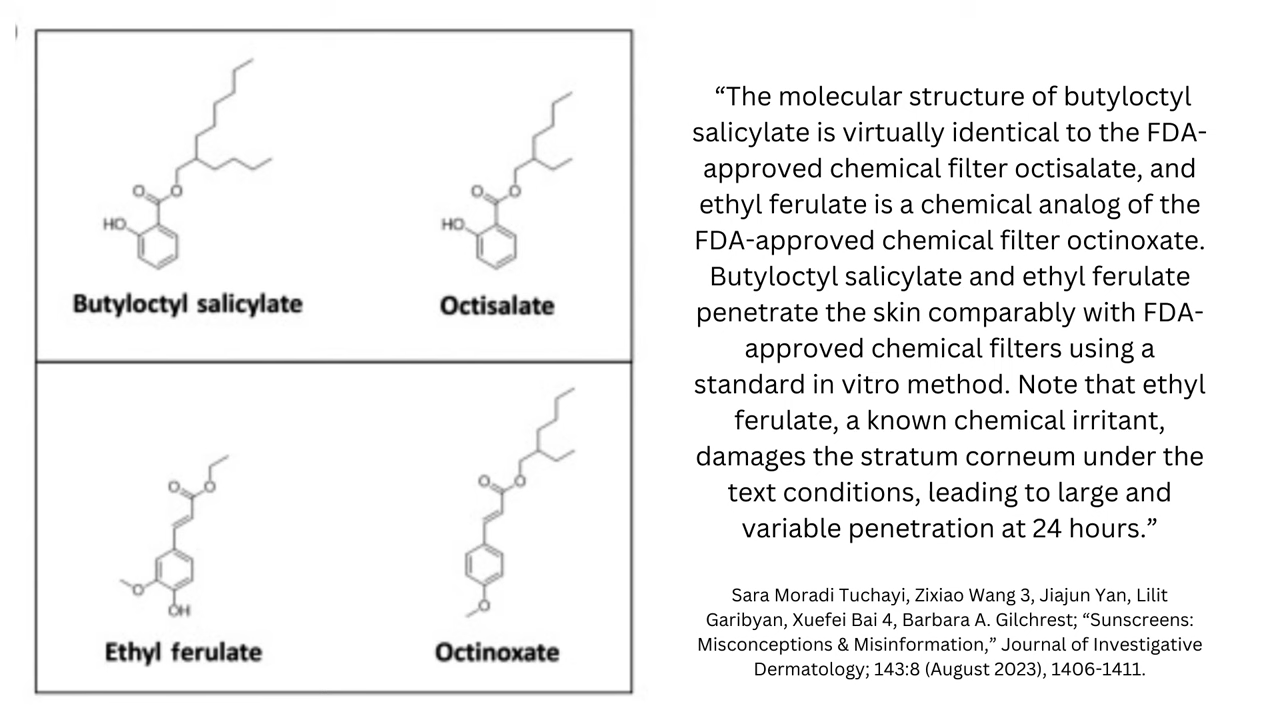 HO
O
O
Butyloctyl salicylate
HO
O
O
Octisalate
O
O
O
OH
Ethyl ferulate
O
O
O
Octinoxate
“The molecular structure of butyloctyl
salicylate is virtually identical to the FDA-
approved chemical filter octisalate, and
ethyl ferulate is a chemical analog of the
FDA-approved chemical filter octinoxate.
Butyloctyl salicylate and ethyl ferulate
penetrate the skin comparably with FDA-
approved chemical filters using a
standard in vitro method. Note that ethyl
ferulate, a known chemical irritant,
damages the stratum corneum under the
text conditions, leading to large and
variable penetration at 24 hours.”
Sara Moradi Tuchayi, Zixiao Wang 3, Jiajun Yan, Lilit
Garibyan, Xuefei Bai 4, Barbara A. Gilchrest; “Sunscreens:
Misconceptions & Misinformation,” Journal of Investigative
Dermatology; 143:8 (August 2023), 1406-1411.